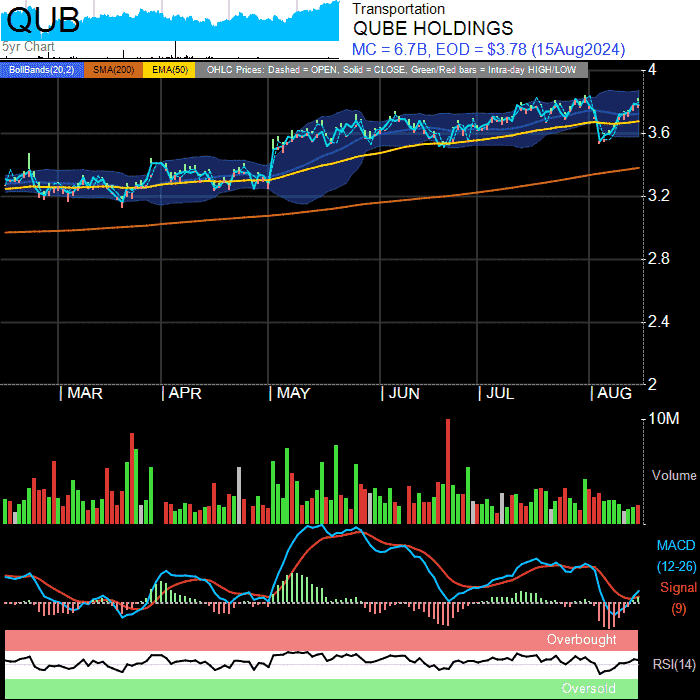 QUB
5yr Chart
Transportation
QUBE HOLDINGS
MC = 6.7B, EOD = $3.78 (15Aug2024)
BollBands(20,2) SMA(200) EMA(50) OHLC Prices: Dashed = OPEN, Solid = CLOSE, Green/Red bars = Intra-day HIGH/LOW
4
3.6
3.2
2.8
2.4
2
MAR APR MAY JUN JUL AUG
10M
Volume
MACD
(12-26)
Signal
(9)
Overbought
RSI(14)
Oversold